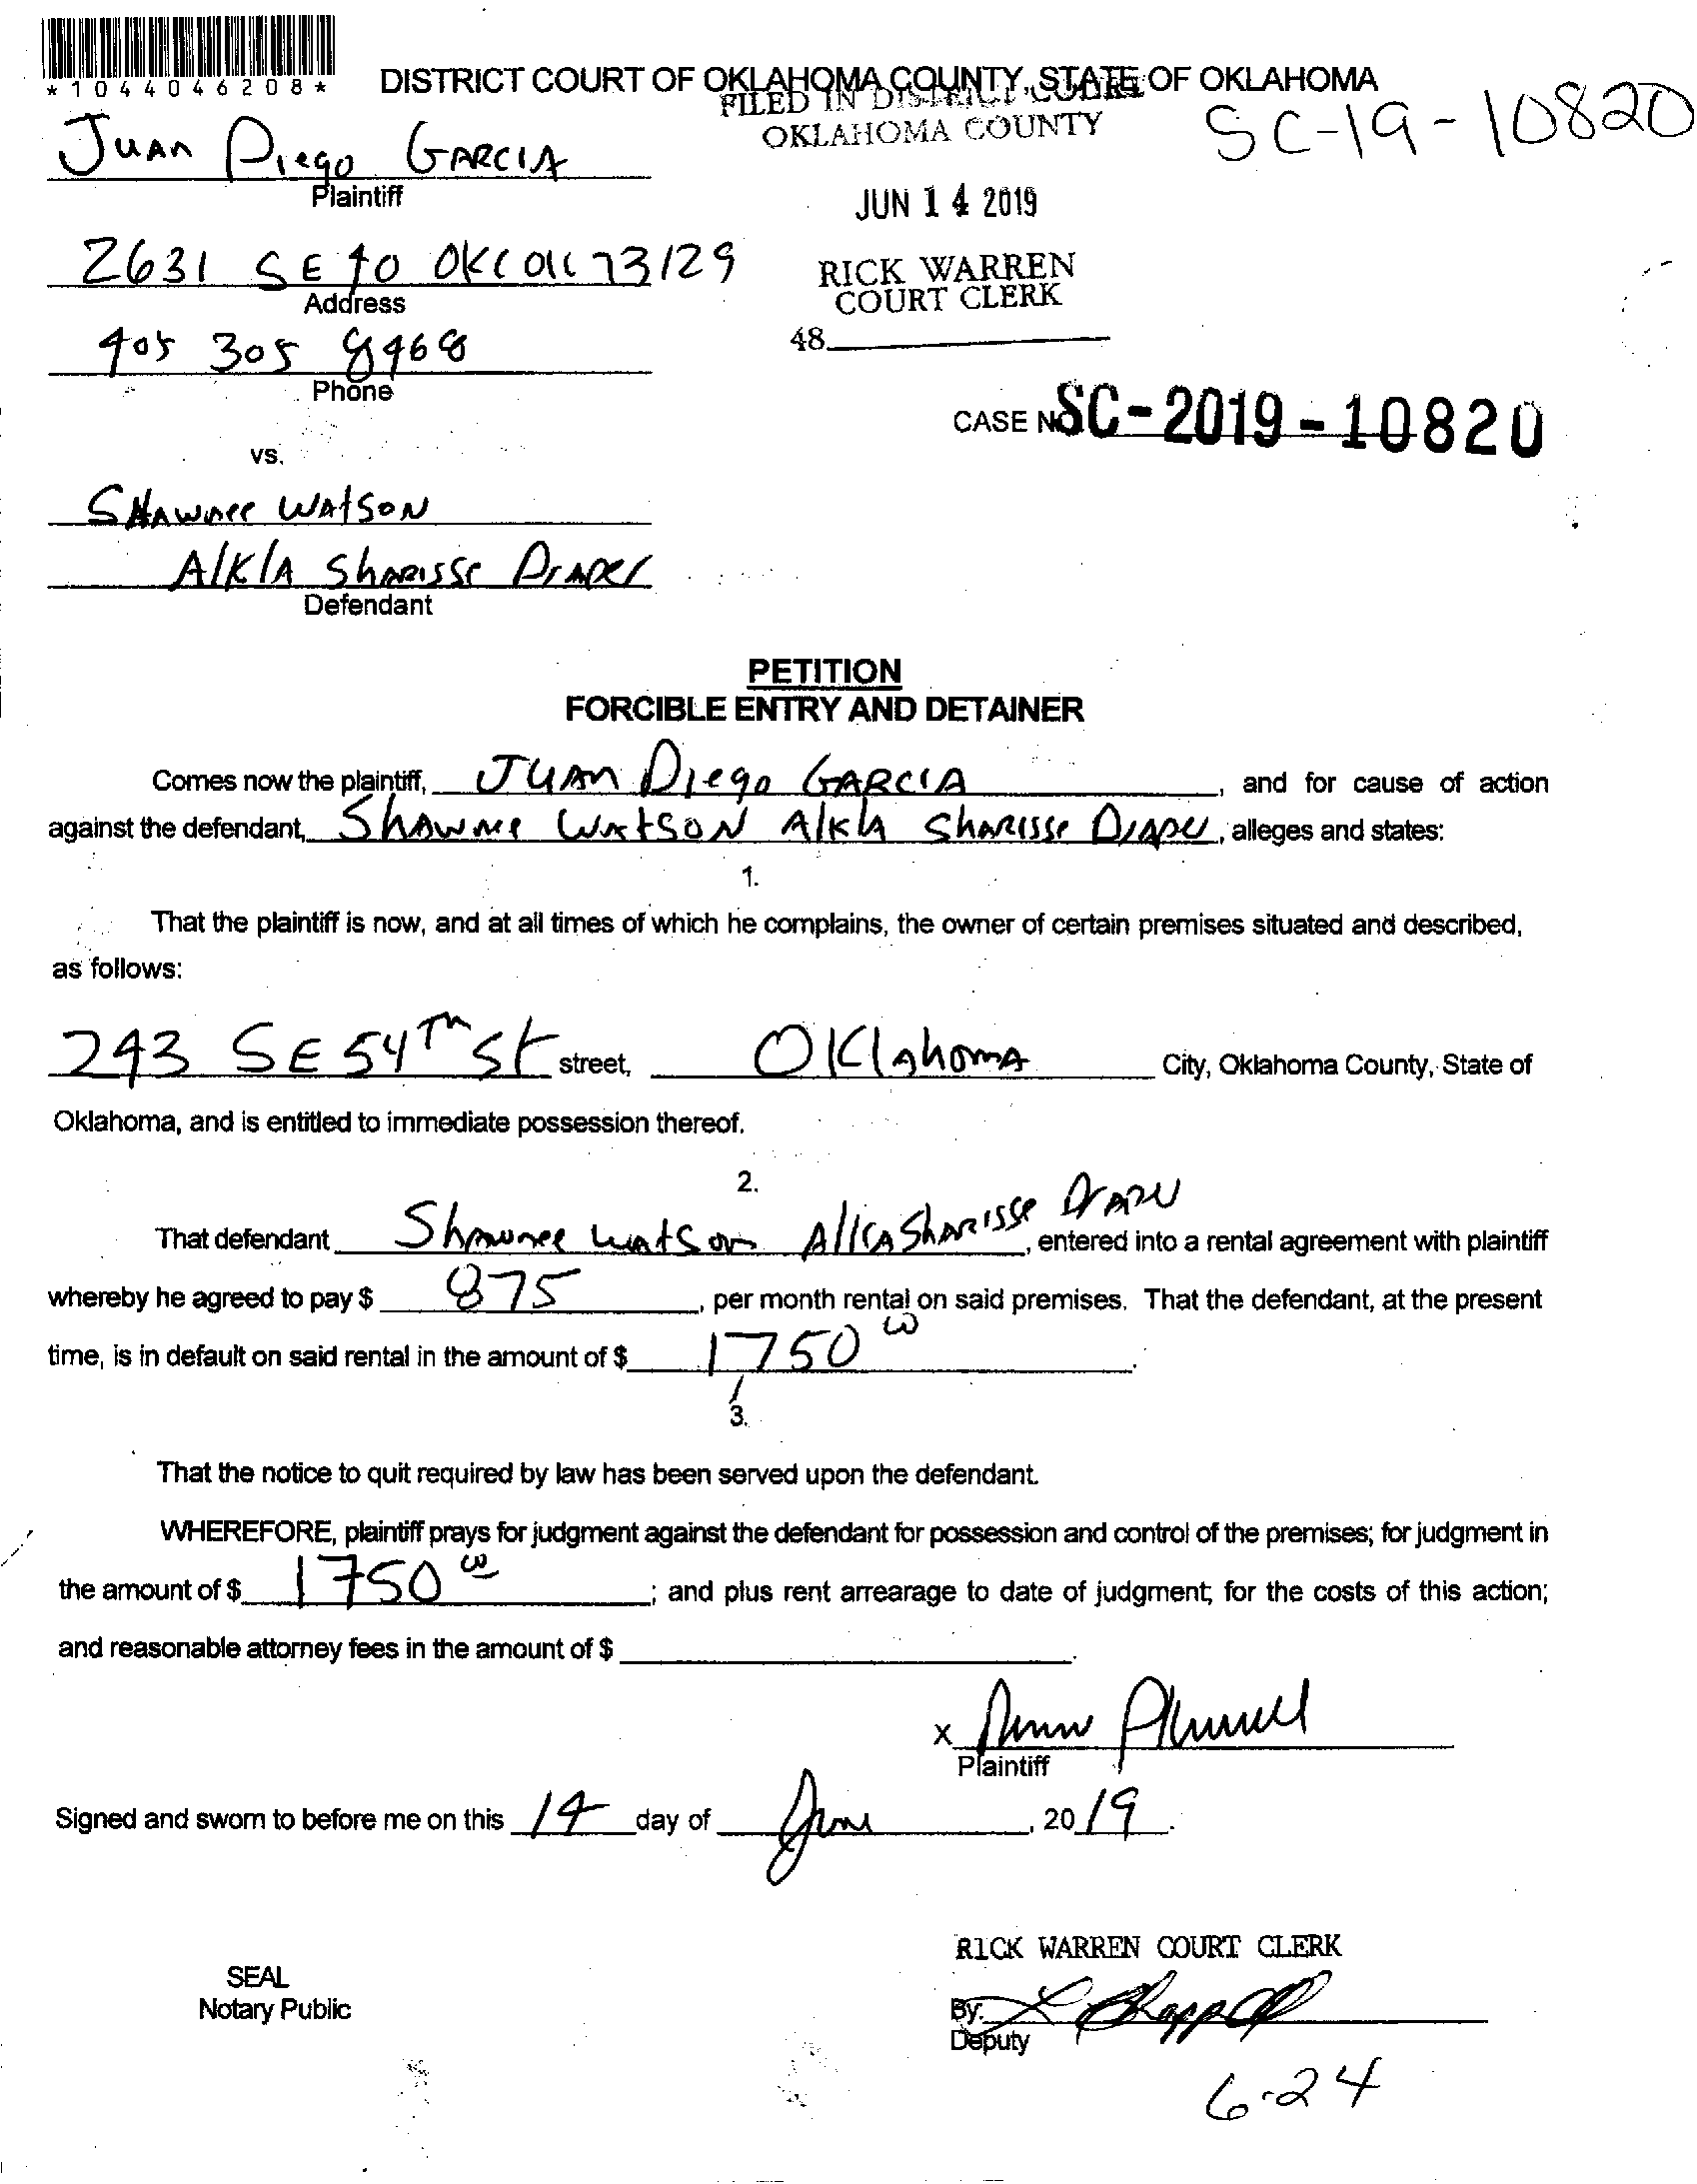 *1044046208*
DISTRICT COURT OF OKLAHOMA COUNTY, STATE OF OKLAHOMA
FILED IN DISTRICT COURT
OKLAHOMA COUNTY
SC-19-10820
Juan Diego GARCIA
Plaintiff
JUN 14 2019
2631 SE 40 OKC OK 73129
Address
RICK WARREN
COURT CLERK
405 305 8468
Phone
48
CASE NO SC-2019-10820
vs.
SHAWNEE WATSON
A/K/A SHARISSE DRAPER
Defendant
PETITION
FORCIBLE ENTRY AND DETAINER
Comes now the plaintiff, JUAN Diego GARCIA, and for cause of action
against the defendant, SHAWNEE WATSON A/K/A SHARISSE DRAPER, alleges and states:
1.
That the plaintiff is now, and at all times of which he complains, the owner of certain premises situated and described,
as follows:
243 SE 54TH St street, Oklahoma City, Oklahoma County, State of
Oklahoma, and is entitled to immediate possession thereof.
2.
That defendant Shawnee Watson A/K/A SHARISSE DRAPER, entered into a rental agreement with plaintiff
whereby he agreed to pay $ 875, per month rental on said premises. That the defendant, at the present
time, is in default on said rental in the amount of $ 1750 00.
3.
That the notice to quit required by law has been served upon the defendant.
WHEREFORE, plaintiff prays for judgment against the defendant for possession and control of the premises; for judgment in
the amount of $ 1750 00; and plus rent arrearage to date of judgment; for the costs of this action;
and reasonable attorney fees in the amount of $ .
X
Plaintiff
Signed and sworn to before me on this 14 day of June, 2019.
RICK WARREN COURT CLERK
SEAL
Notary Public
By:
Deputy
6-24